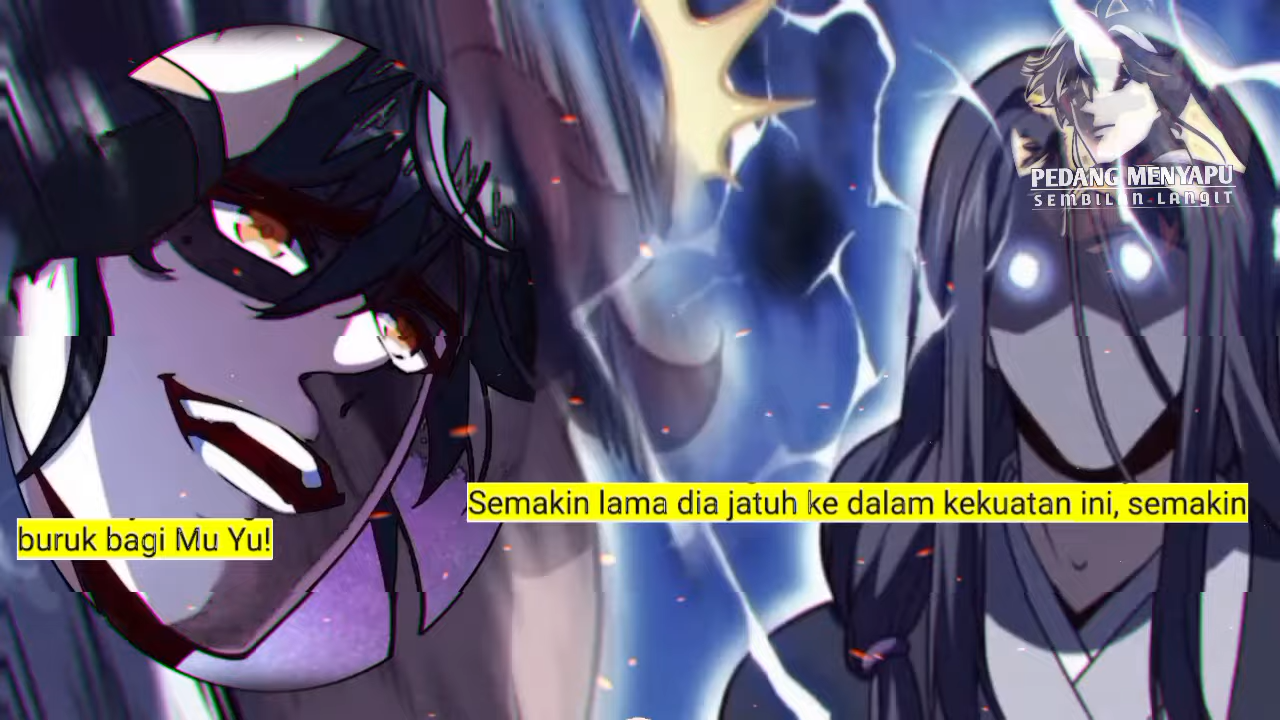 PEDANG MENYAPU
SEMBILAN LANGIT
Semakin lama dia jatuh ke dalam kekuatan ini, semakin
buruk bagi Mu Yu!